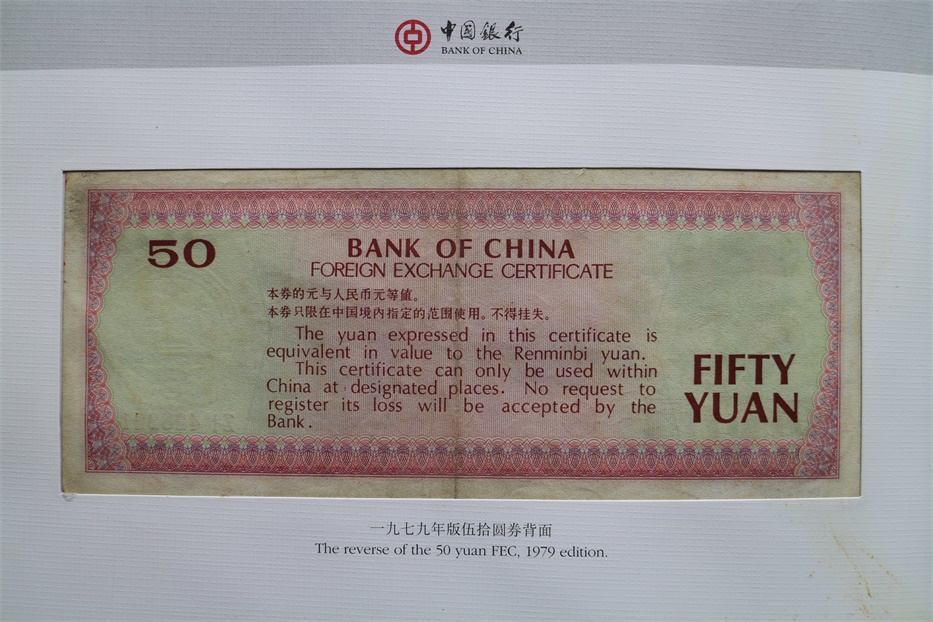 中国銀行
BANK OF CHINA
50
BANK OF CHINA
FOREIGN EXCHANGE CERTIFICATE
本券的元与人民币元等值。
本券只限在中国境内指定的范围使用。不得挂失。
The yuan expressed in this certificate is
equivalent in value to the Renminbi yuan.
This certificate can only be used within
China at designated places. No request to
register its loss will be accepted by the
Bank.
FIFTY
YUAN
一九七九年版伍拾圆券背面
The reverse of the 50 yuan FEC, 1979 edition.